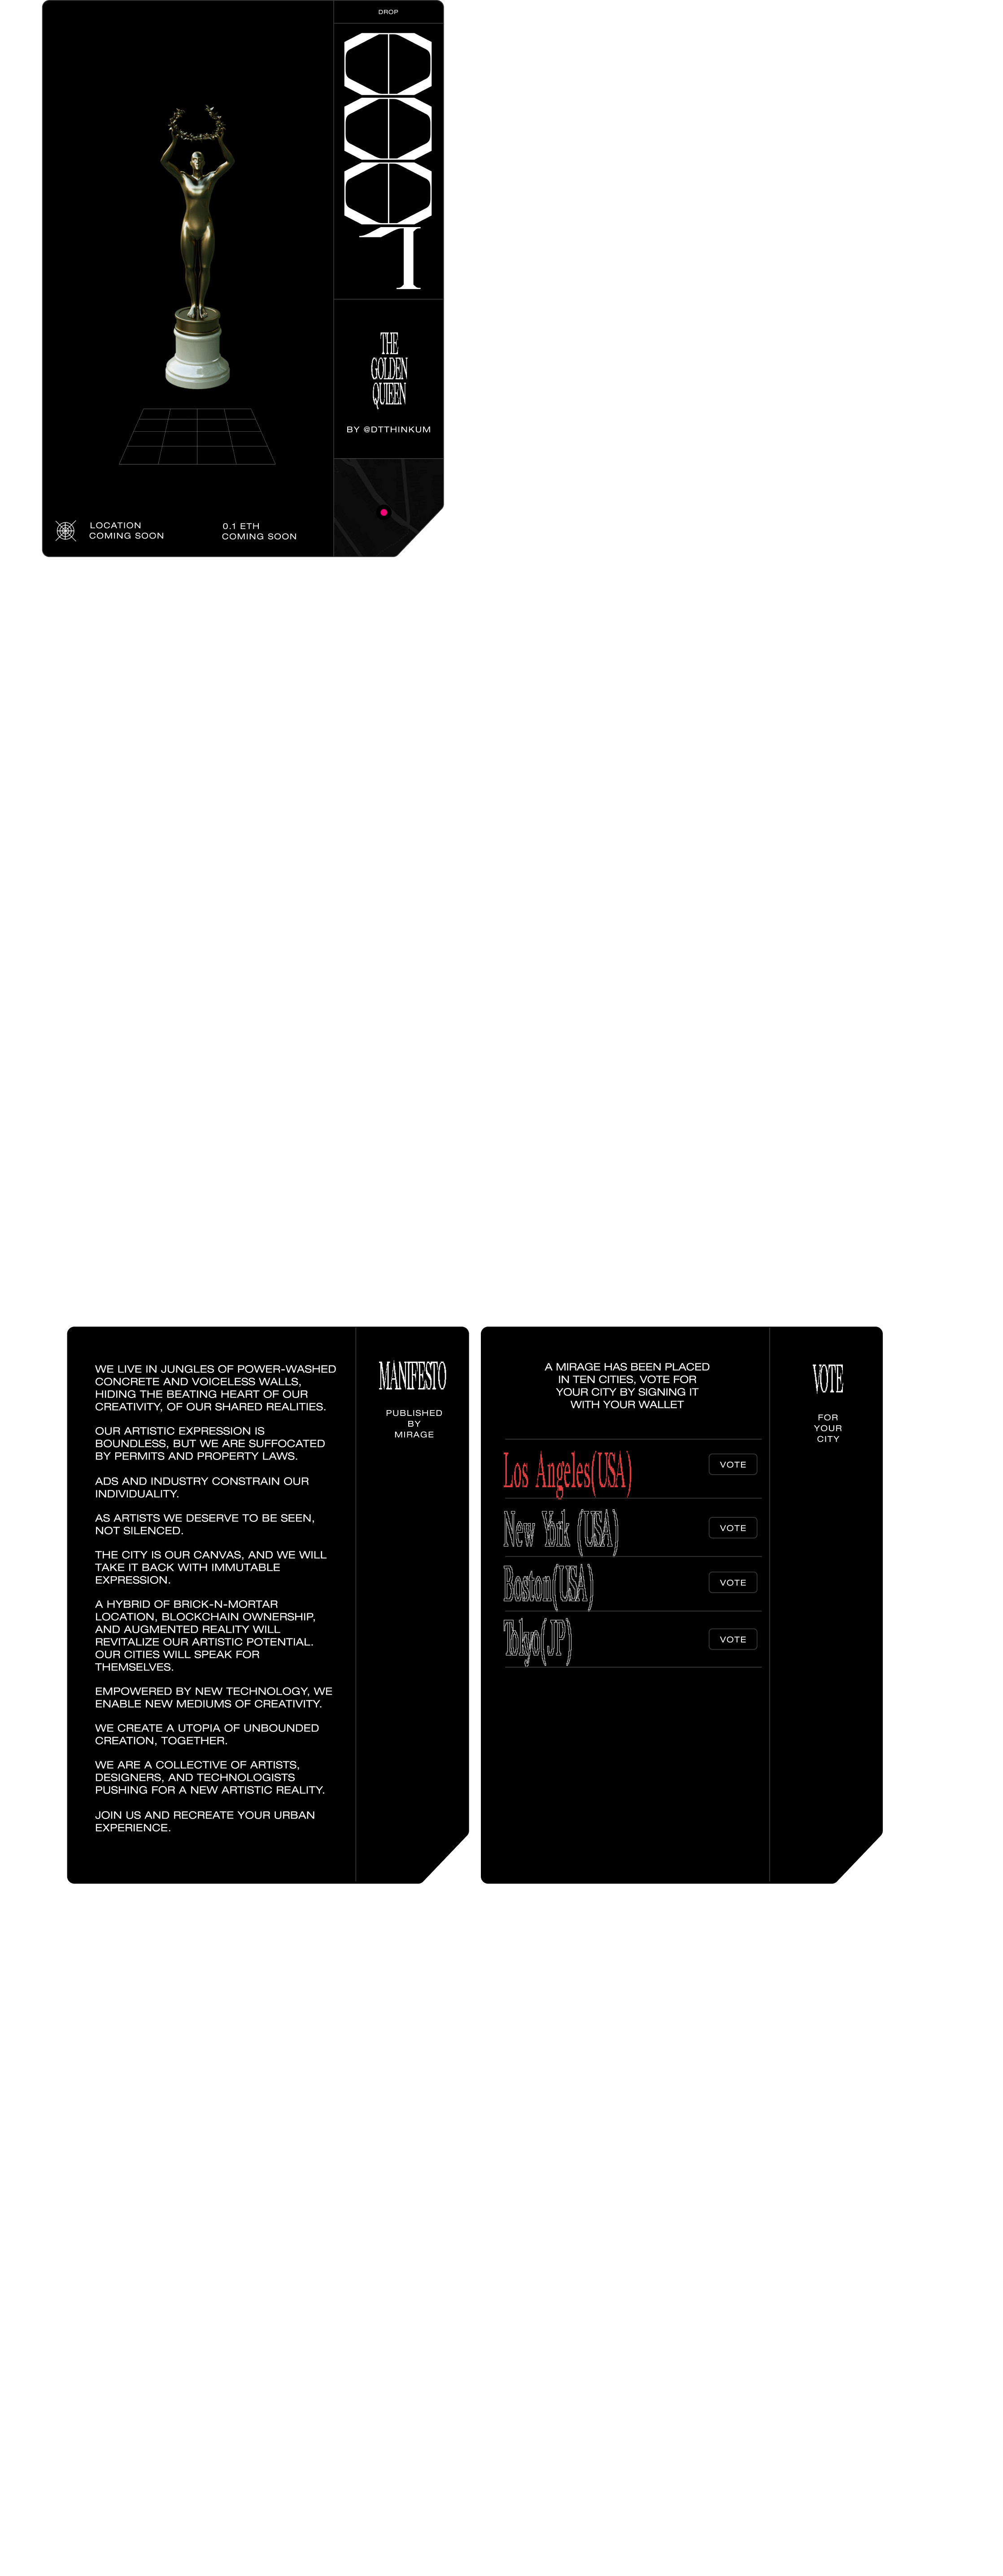 DROP
0
0
0
1
THE
GOLDEN
QUEEN
BY @DTTHINKUM
LOCATION
COMING SOON
0.1 ETH
COMING SOON
WE LIVE IN JUNGLES OF POWER-WASHED
CONCRETE AND VOICELESS WALLS,
HIDING THE BEATING HEART OF OUR
CREATIVITY, OF OUR SHARED REALITIES.
OUR ARTISTIC EXPRESSION IS
BOUNDLESS, BUT WE ARE SUFFOCATED
BY PERMITS AND PROPERTY LAWS.
ADS AND INDUSTRY CONSTRAIN OUR
INDIVIDUALITY.
AS ARTISTS WE DESERVE TO BE SEEN,
NOT SILENCED.
THE CITY IS OUR CANVAS, AND WE WILL
TAKE IT BACK WITH IMMUTABLE
EXPRESSION.
A HYBRID OF BRICK-N-MORTAR
LOCATION, BLOCKCHAIN OWNERSHIP,
AND AUGMENTED REALITY WILL
REVITALIZE OUR ARTISTIC POTENTIAL.
OUR CITIES WILL SPEAK FOR
THEMSELVES.
EMPOWERED BY NEW TECHNOLOGY, WE
ENABLE NEW MEDIUMS OF CREATIVITY.
WE CREATE A UTOPIA OF UNBOUNDED
CREATION, TOGETHER.
WE ARE A COLLECTIVE OF ARTISTS,
DESIGNERS, AND TECHNOLOGISTS
PUSHING FOR A NEW ARTISTIC REALITY.
JOIN US AND RECREATE YOUR URBAN
EXPERIENCE.
MANIFESTO
PUBLISHED
BY
MIRAGE
A MIRAGE HAS BEEN PLACED
IN TEN CITIES, VOTE FOR
YOUR CITY BY SIGNING IT
WITH YOUR WALLET
Los Angeles(USA)
VOTE
New York (USA)
VOTE
Boston(USA)
VOTE
Tokyo(JP)
VOTE
VOTE
FOR
YOUR
CITY